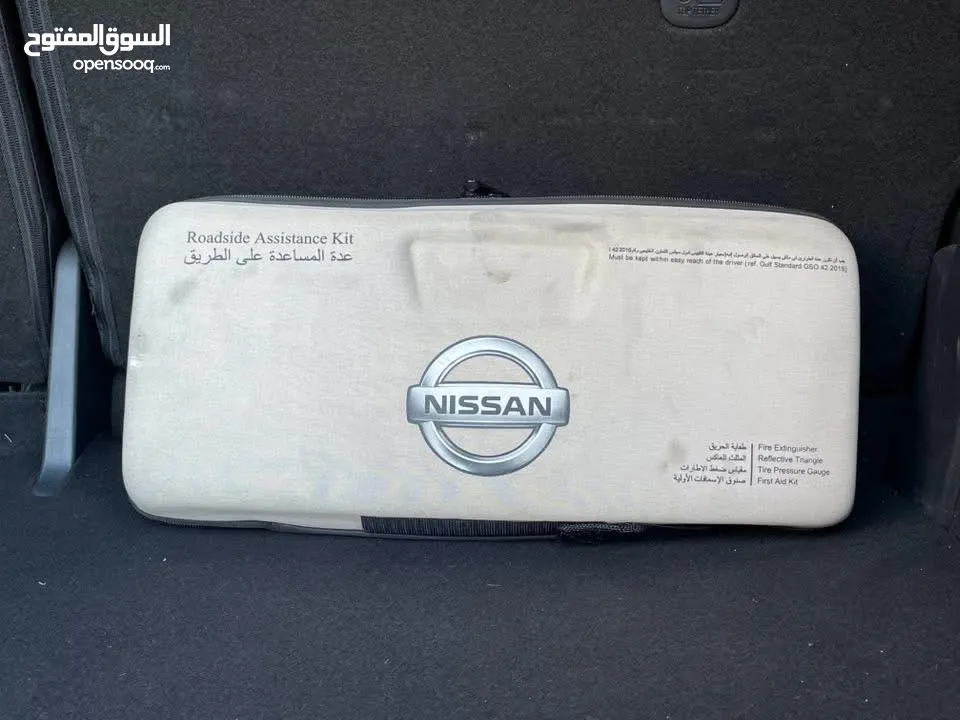 السوق المفتوح
opensooq.com
Roadside Assistance Kit
عدة المساعدة على الطريق
Must be kept within easy reach of the driver [ref. Gulf Standard GSO 42 2015]
NISSAN
طفاية الحريق | Fire Extinguisher
المثلث العاكس | Reflective Triangle
مقياس ضغط الاطارات | Tire Pressure Gauge
صندوق الإسعافات الأولية | First Aid Kit